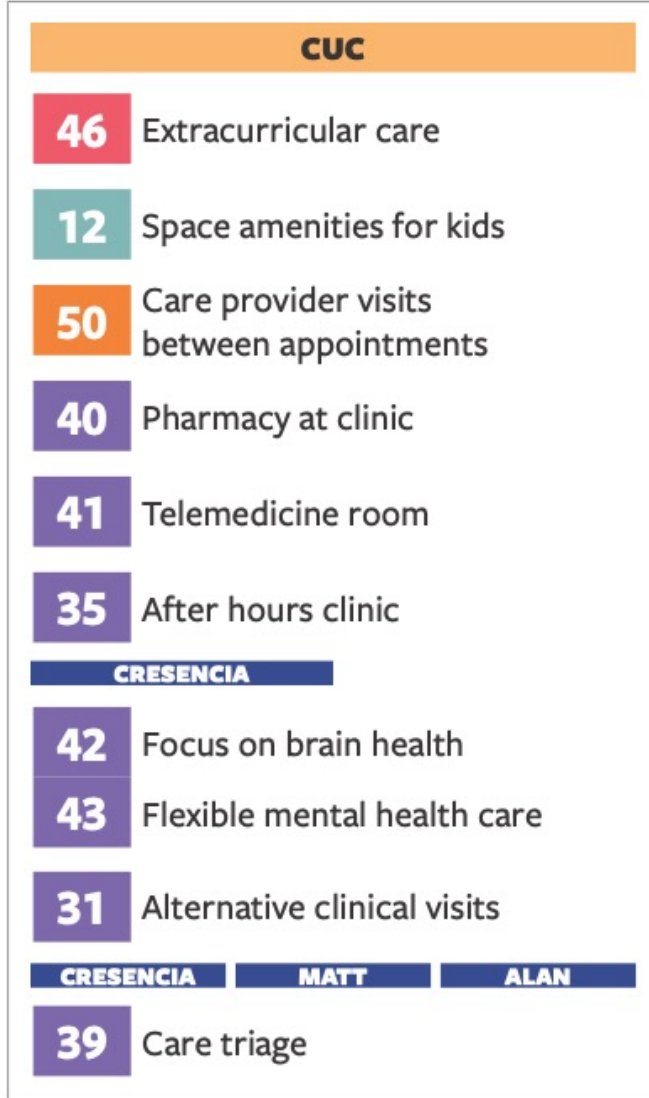 CUC
46 Extracurricular care
12 Space amenities for kids
50 Care provider visits
between appointments
40 Pharmacy at clinic
41 Telemedicine room
35 After hours clinic
CRESENCIA
42 Focus on brain health
43 Flexible mental health care
31 Alternative clinical visits
CRESENCIA MATT ALAN
39 Care triage